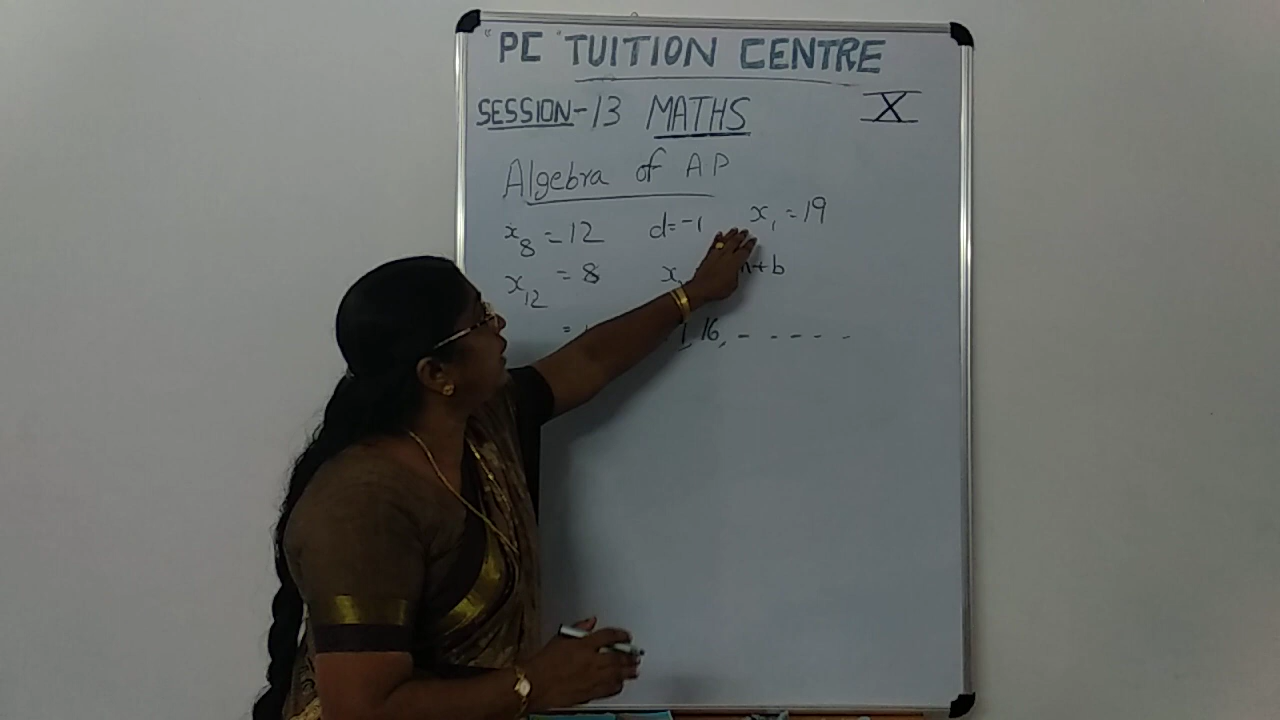 " PC " TUITION CENTRE
SESSION-13 MATHS X
Algebra of AP
x₈ = 12 d = -1 x₁ = 19
x₁₂ = 8 x n + b
= 16, - - - - -